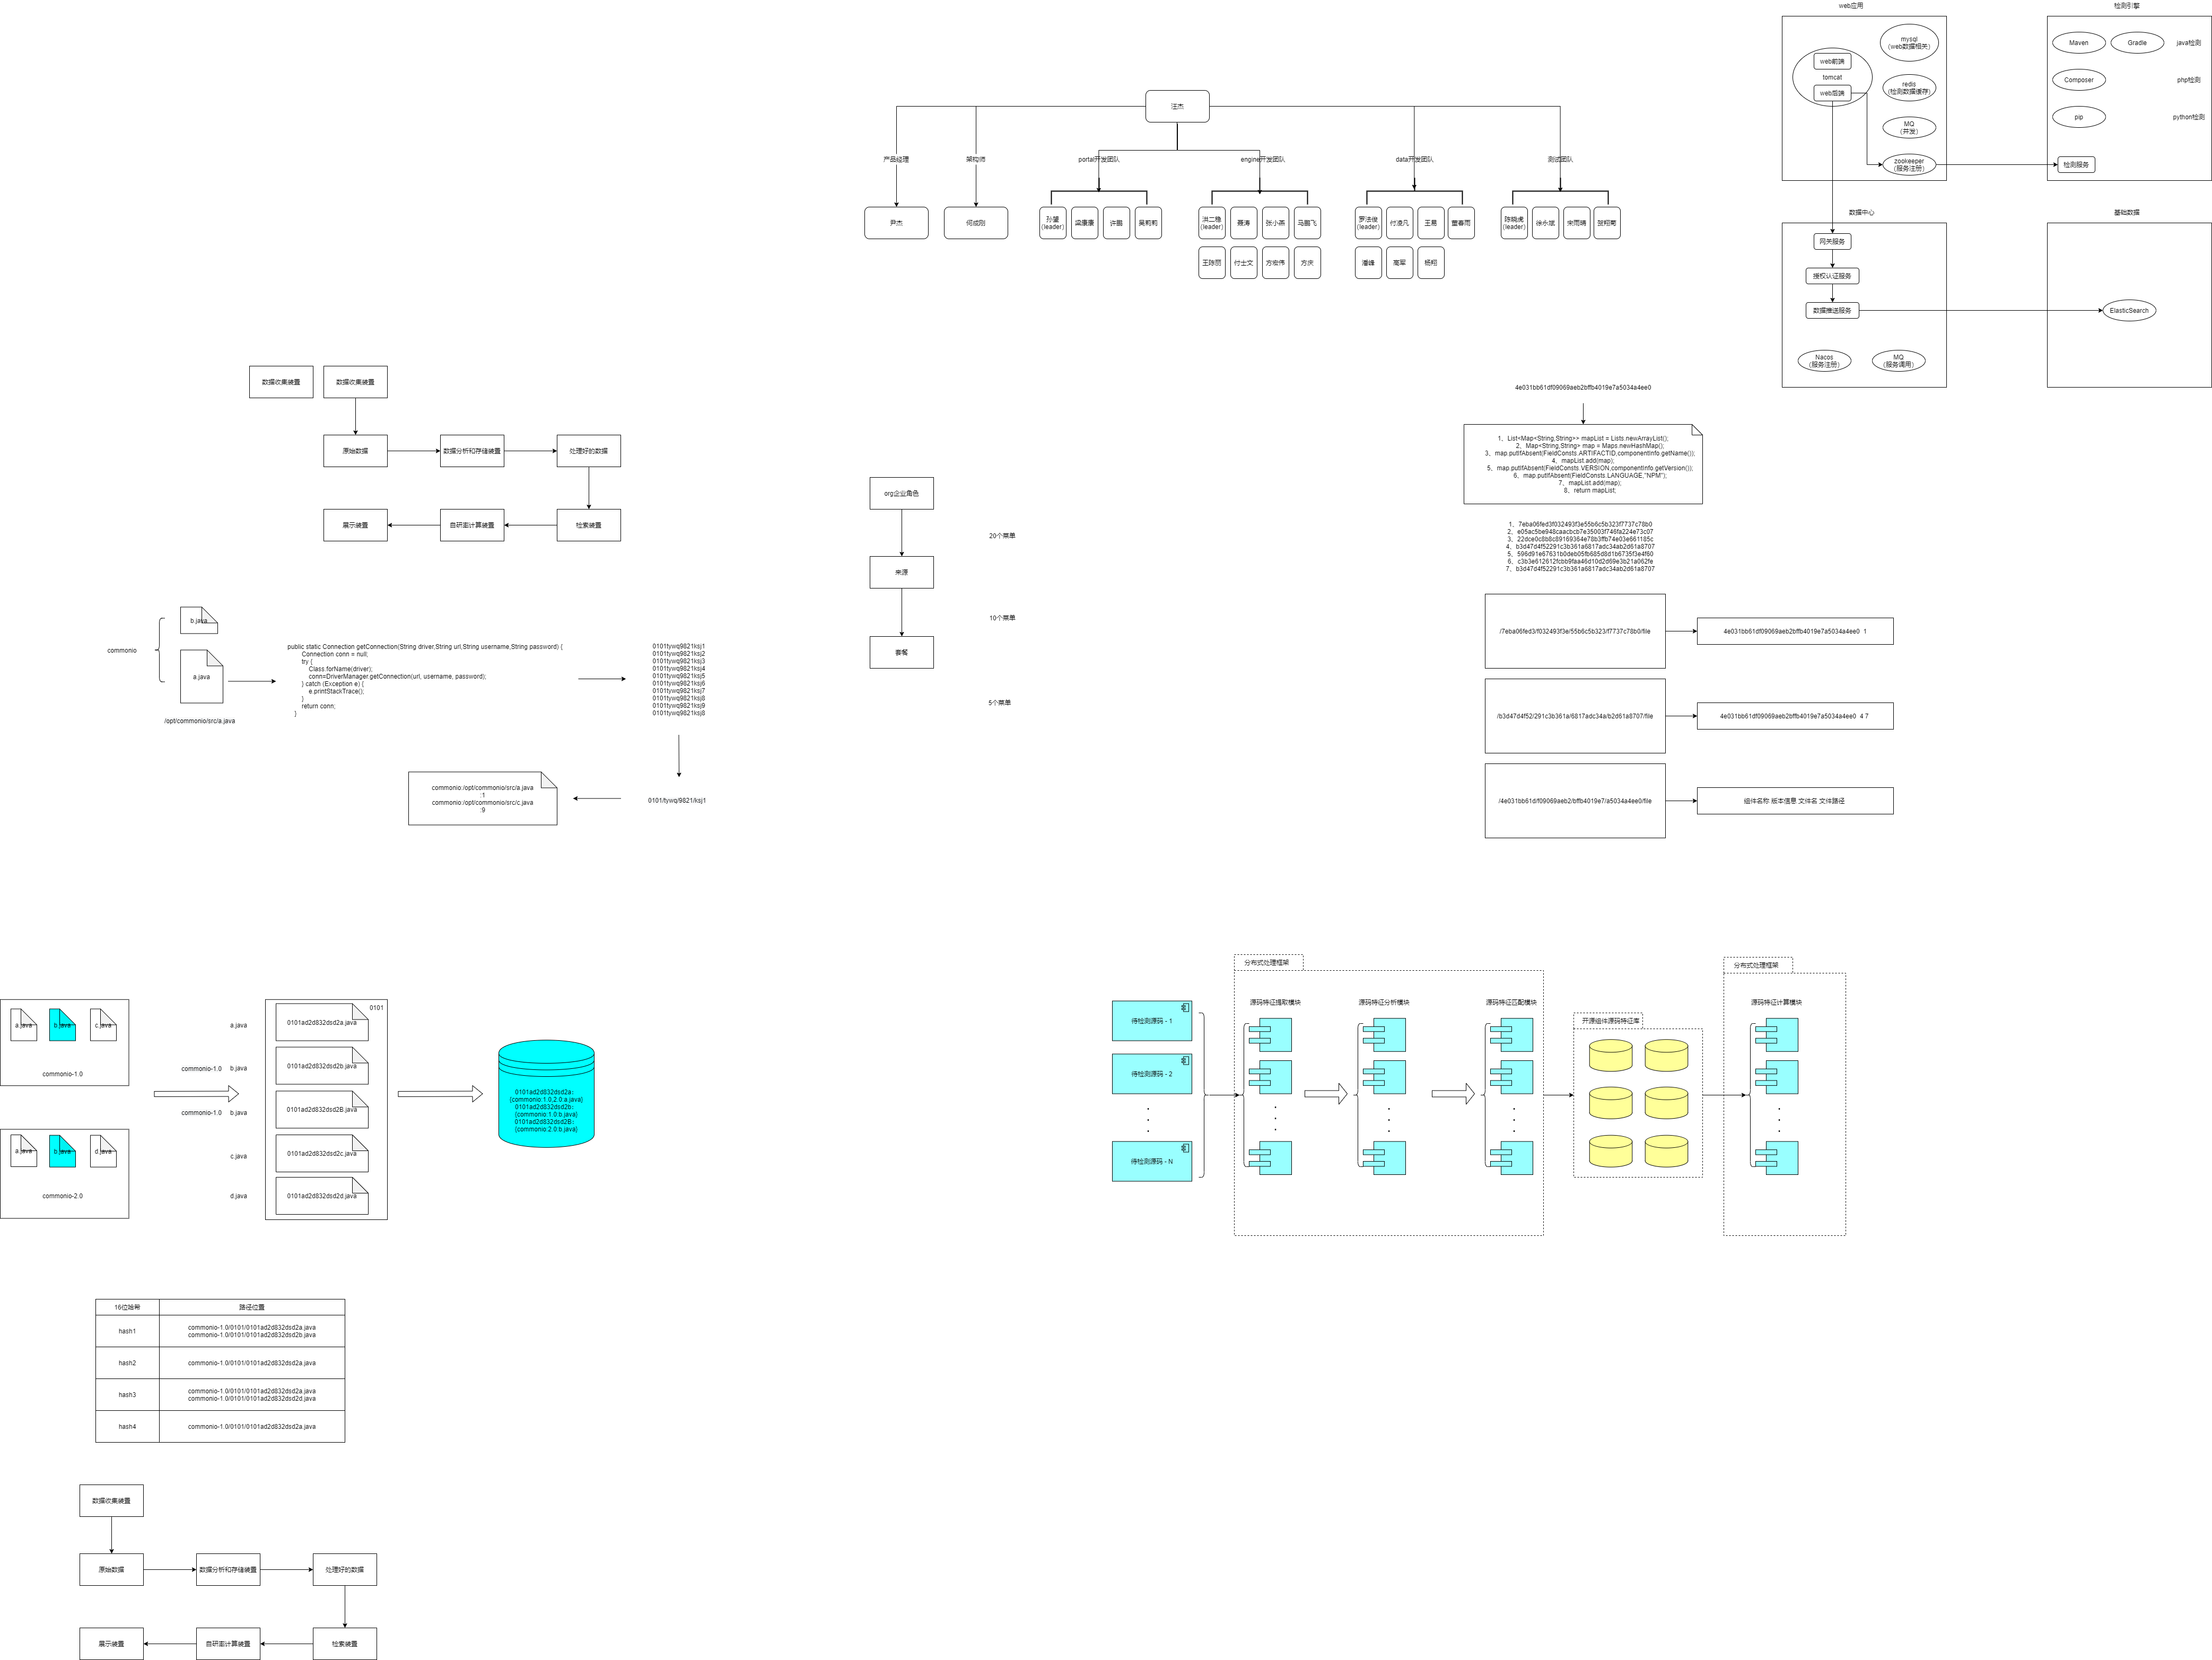 web应用
检测引擎
mysql
(web数据相关)
web前端
tomcat
web后端
redis
(检测数据缓存)
MQ
(并发)
zookeeper
(服务注册)
Maven
Gradle
java检测
Composer
php检测
pip
python检测
检测服务
数据中心
网关服务
授权认证服务
数据推送服务
Nacos
(服务注册)
MQ
(服务调用)
基础数据
ElasticSearch
汪杰
产品经理
架构师
portal开发团队
engine开发团队
data开发团队
测试团队
尹杰
何成刚
(leader)
梁康康
许鹏
吴莉莉
洪二稳
(leader)
聂涛
张小燕
马鹏飞
王陈丽
付士文
方宏伟
方庆
罗法俊
(leader)
付凌凡
王易
董春雨
潘峰
高军
杨翔
陈晓虎
(leader)
徐永斌
宋雨晴
贺翔菊
数据收集装置
数据收集装置
原始数据
数据分析和存储装置
处理好的数据
展示装置
自研率计算装置
检索装置
org企业角色
20个菜单
来源
10个菜单
套餐
5个菜单
4e031bb61df09069aeb2bffb4019e7a5034a4ee0
1、List<Map<String,String>> mapList = Lists.newArrayList();
2、Map<String,String> map = Maps.newHashMap();
3、map.putIfAbsent(FieldConsts.ARTIFACTID,componentInfo.getName());
4、mapList.add(map);
5、map.putIfAbsent(FieldConsts.VERSION,componentInfo.getVersion());
6、map.putIfAbsent(FieldConsts.LANGUAGE,"NPM");
7、mapList.add(map);
8、return mapList;
1、7eba06fed3f032493f3e55b6c5b323f7737c78b0
2、e05ac5be948caacbcb7e35003f746fa224e73c07
3、22dce0c8b8c89169364e78b3ffb74e03e661185c
4、b3d47d4f52291c3b361a6817adc34ab2d61a8707
5、596d91e67631b0deb05fb685d8d1b6735f3e4f60
6、c3b3e612612fcbb9faa46d10d2d69e3b21a062fe
7、b3d47d4f52291c3b361a6817adc34ab2d61a8707
/7eba06fed3/f032493f3e/55b6c5b323/f7737c78b0/file
4e031bb61df09069aeb2bffb4019e7a5034a4ee0 1
/b3d47d4f52/291c3b361a/6817adc34a/b2d61a8707/file
4e031bb61df09069aeb2bffb4019e7a5034a4ee0 4 7
/4e031bb61d/f09069aeb2/bffb4019e7/a5034a4ee0/file
组件名称 版本信息 文件名 文件路径
commonio
b.java
a.java
/opt/commonio/src/a.java
public static Connection getConnection(String driver,String url,String username,String password) {
Connection conn = null;
try {
Class.forName(driver);
conn=DriverManager.getConnection(url, username, password);
} catch (Exception e) {
e.printStackTrace();
}
return conn;
}
0101tywq9821ksj1
0101tywq9821ksj2
0101tywq9821ksj3
0101tywq9821ksj4
0101tywq9821ksj5
0101tywq9821ksj6
0101tywq9821ksj7
0101tywq9821ksj8
0101tywq9821ksj9
0101tywq9821ksj8
0101/tywq/9821/ksj1
commonio:/opt/commonio/src/a.java
:1
commonio:/opt/commonio/src/c.java
:9
a.java
b.java
c.java
commonio-1.0
a.java
b.java
d.java
commonio-2.0
a.java
commonio-1.0 b.java
commonio-1.0 b.java
c.java
d.java
0101
0101ad2d832dsd2a.java
0101ad2d832dsd2b.java
0101ad2d832dsd2B.java
0101ad2d832dsd2c.java
0101ad2d832dsd2d.java
0101ad2d832dsd2a:
{commonio:1.0,2.0:a.java}
0101ad2d832dsd2b:
{commonio:1.0:b.java}
0101ad2d832dsd2B:
{commonio:2.0:b.java}
待检测源码 - 1
待检测源码 - 2
待检测源码 - N
分布式处理框架
源码特征提取模块
源码特征分析模块
源码特征匹配模块
开源组件源码特征库
分布式处理框架
源码特征计算模块
16位哈希
路径位置
hash1
commonio-1.0/0101/0101ad2d832dsd2a.java
commonio-1.0/0101/0101ad2d832dsd2b.java
hash2
commonio-1.0/0101/0101ad2d832dsd2a.java
hash3
commonio-1.0/0101/0101ad2d832dsd2a.java
commonio-1.0/0101/0101ad2d832dsd2d.java
hash4
commonio-1.0/0101/0101ad2d832dsd2a.java
数据收集装置
原始数据
数据分析和存储装置
处理好的数据
展示装置
自研率计算装置
检索装置